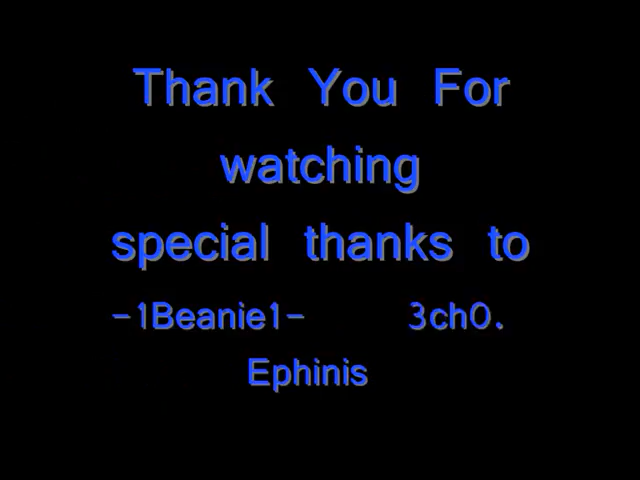 Thank You For
watching
special thanks to
-1Beanie1- 3ch0.
Ephinis